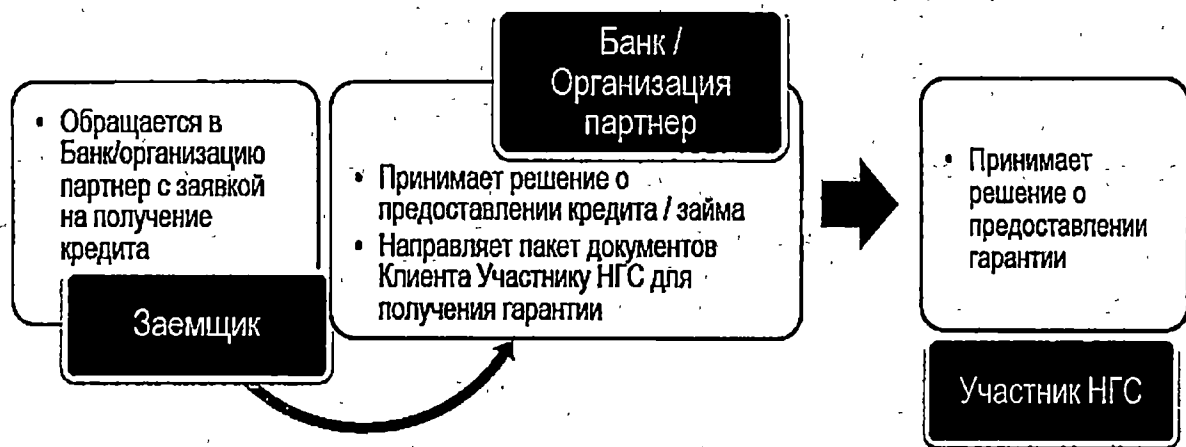 • Обращается в
Банк/организацию
партнер с заявкой
на получение
кредита
Заемщик
Банк /
Организация
партнер
• Принимает решение о
предоставлении кредита / займа
• Направляет пакет документов
Клиента Участнику НГС для
получения гарантии
• Принимает
решение о
предоставлении
гарантии
Участник НГС